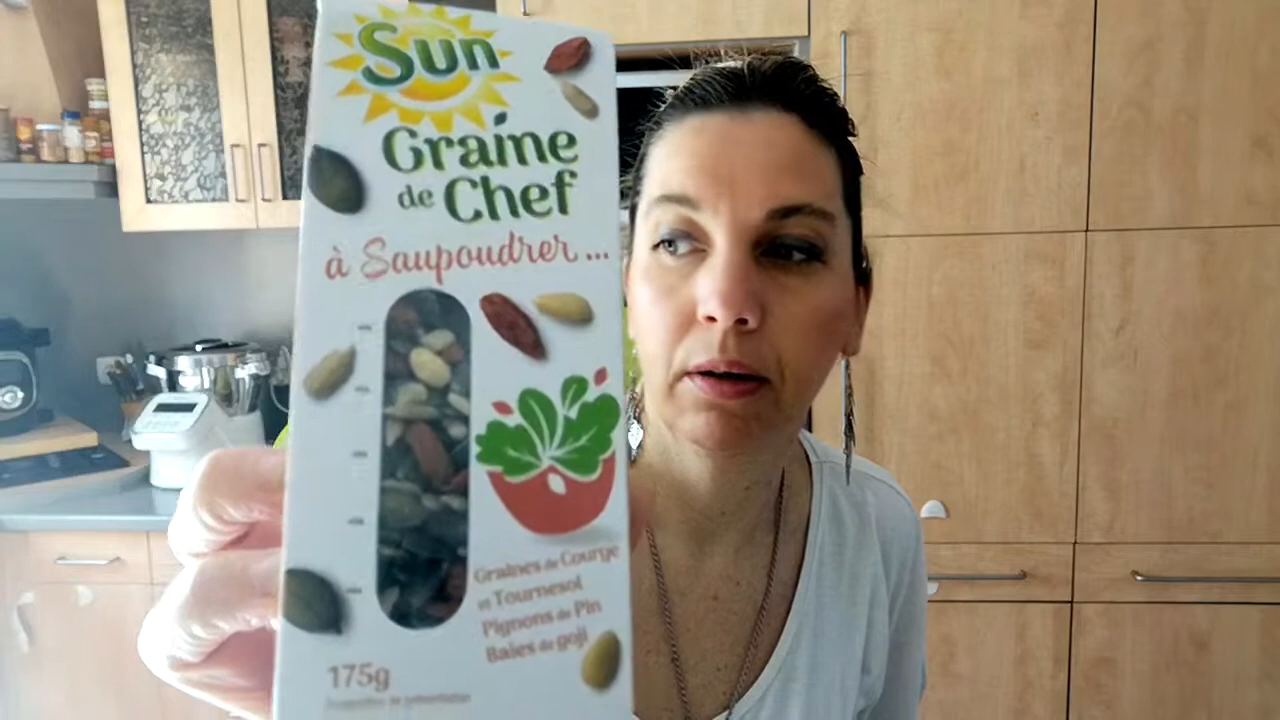 Sun
Graine
de Chef
à Saupoudrer...
Graines de Courge
et Tournesol
Pignons de Pin
Baies de goji
175g